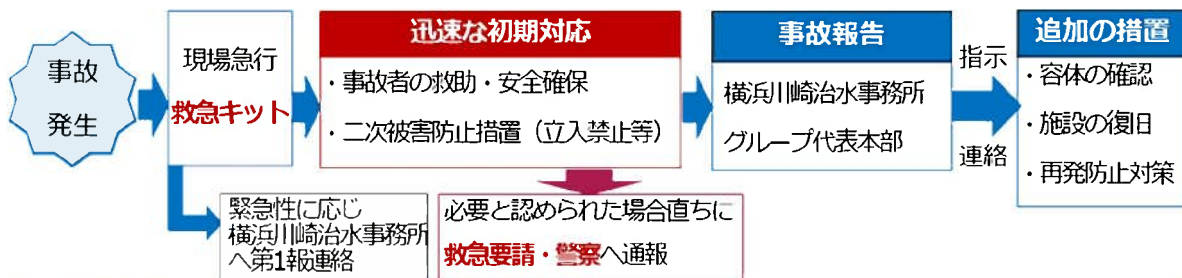 事故
発生
現場急行
救急キット
迅速な初期対応
・事故者の救助・安全確保
・二次被害防止措置（立入禁止等）
事故報告
横浜川崎治水事務所
グループ代表本部
指示
連絡
追加の措置
・容体の確認
・施設の復旧
・再発防止対策
緊急性に応じ
横浜川崎治水事務所
へ第1報連絡
必要と認められた場合直ちに
救急要請・警察へ通報